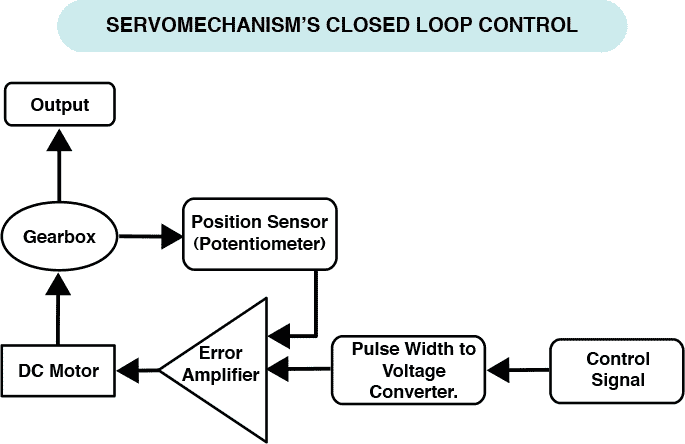 SERVOMECHANISM'S CLOSED LOOP CONTROL
Output
Gearbox
Position Sensor
(Potentiometer)
DC Motor
Error
Amplifier
Pulse Width to
Voltage
Converter.
Control
Signal